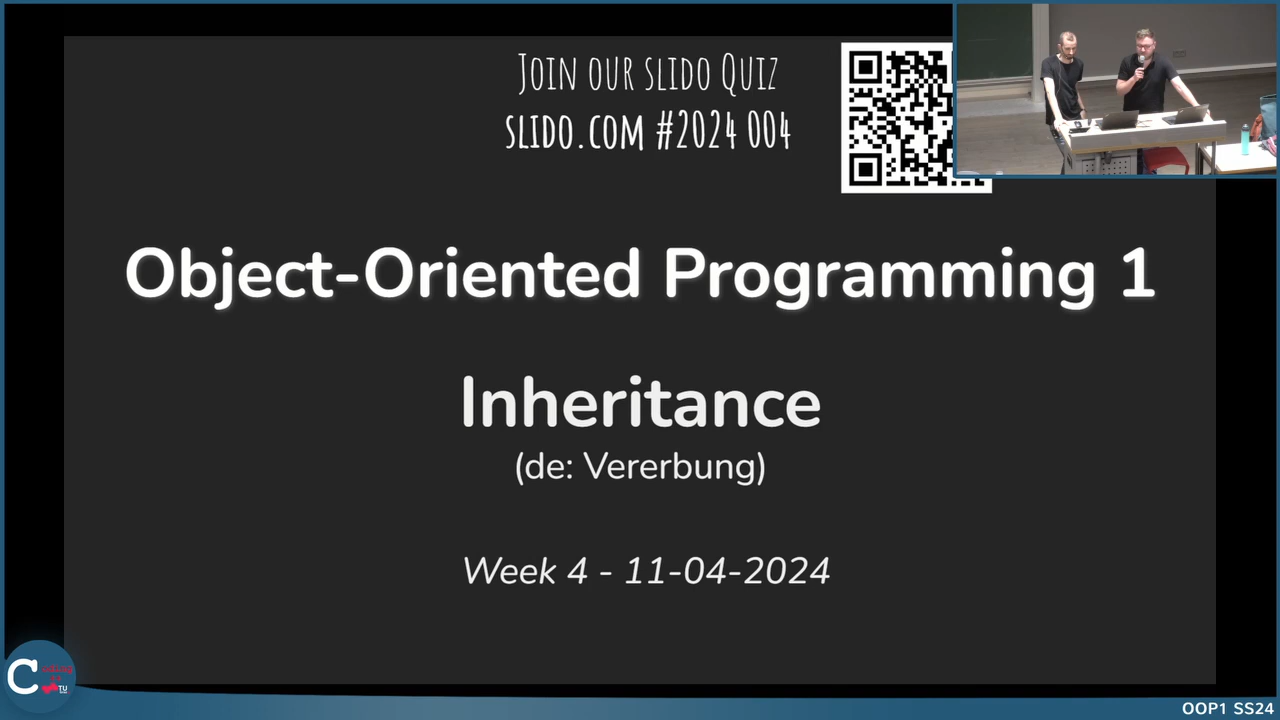 Join our slido Quiz
slido.com #2024 004
Object-Oriented Programming 1
Inheritance
(de: Vererbung)
Week 4 - 11-04-2024
C
TU
OOP1 SS24